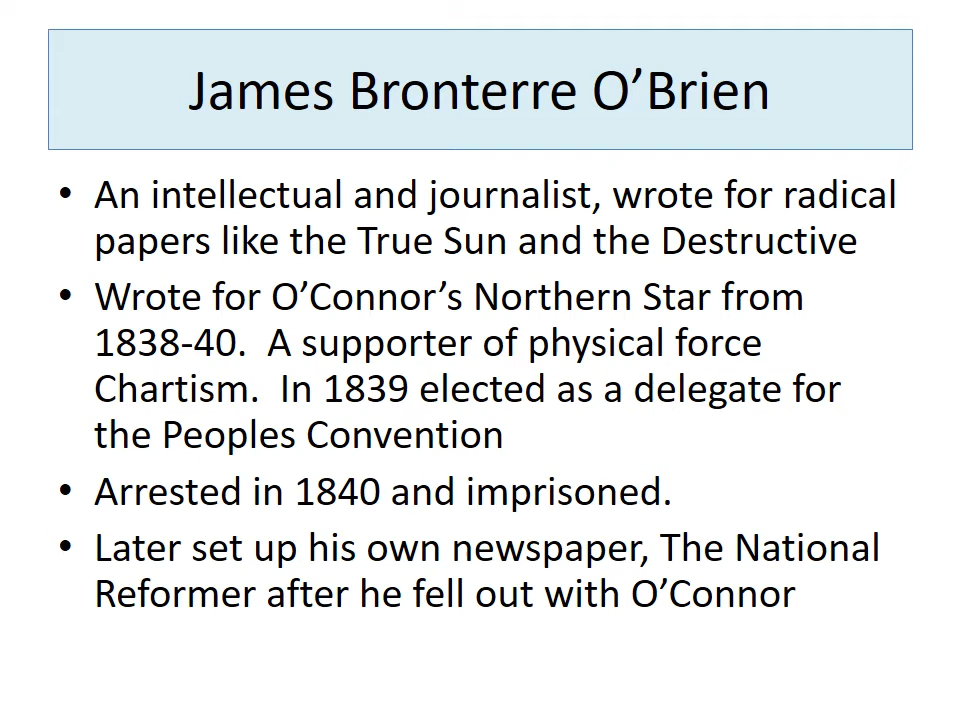 James Bronterre O’Brien
• An intellectual and journalist, wrote for radical
papers like the True Sun and the Destructive
• Wrote for O’Connor’s Northern Star from
1838-40.  A supporter of physical force
Chartism.  In 1839 elected as a delegate for
the Peoples Convention
• Arrested in 1840 and imprisoned.
• Later set up his own newspaper, The National
Reformer after he fell out with O’Connor